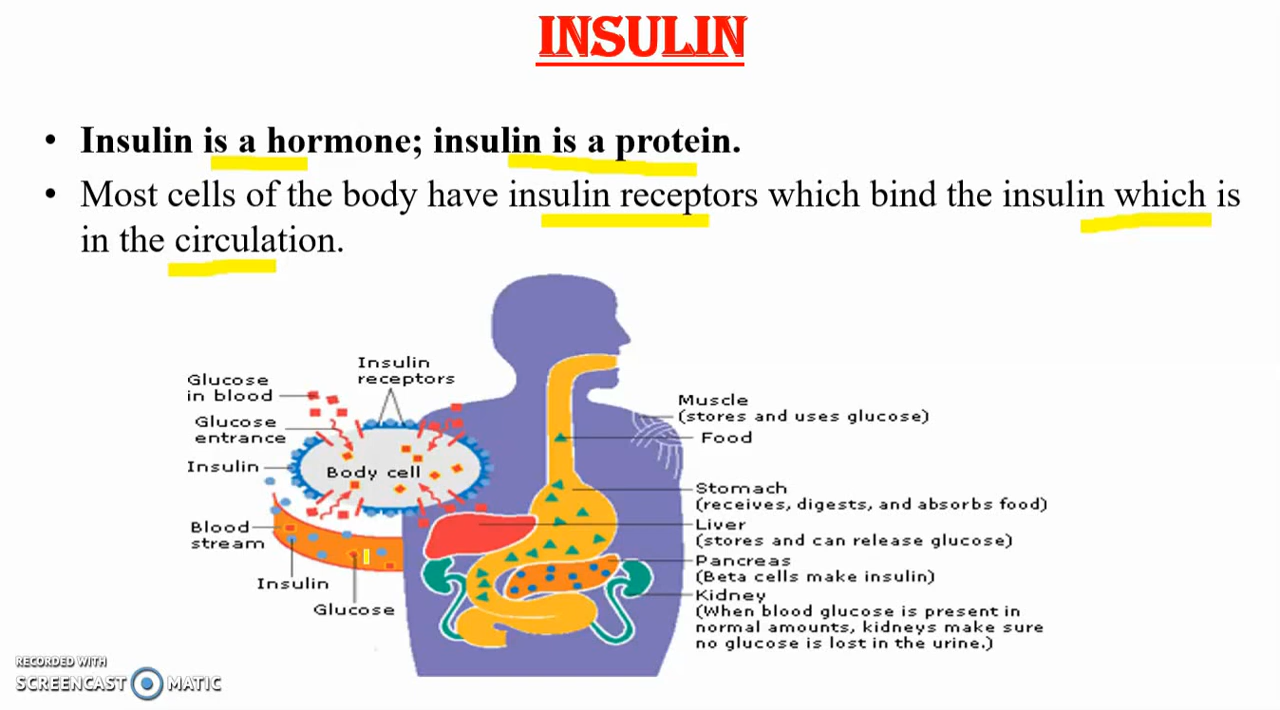 INSULIN
• Insulin is a hormone; insulin is a protein.
• Most cells of the body have insulin receptors which bind the insulin which is
in the circulation.
Insulin
receptors
Glucose
in blood
Glucose
entrance
Insulin
Body cell
Blood
stream
Insulin
Glucose
Muscle
(stores and uses glucose)
Food
Stomach
(receives, digests, and absorbs food)
Liver
(stores and can release glucose)
Pancreas
(Beta cells make insulin)
Kidney
(When blood glucose is present in
normal amounts, kidneys make sure
no glucose is lost in the urine.)
RECORDED WITH
SCREENCAST MATIC